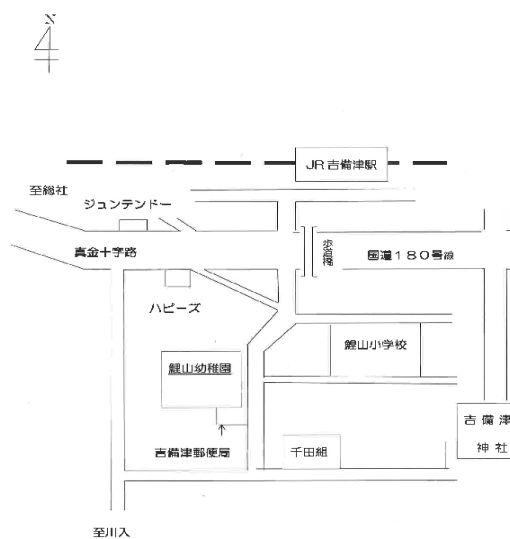 N
JR吉備津駅
至総社
ジュンテンドー
真金十字路
歩道橋
国道180号線
ハピーズ
鯉山小学校
鯉山幼稚園
吉備津
神社
吉備津郵便局
千田組
至川入